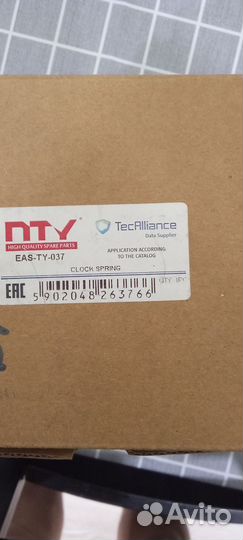 NTY
HIGH QUALITY SPARE PARTS
EAS-TY-037
TecAlliance
Data Supplier
APPLICATION ACCORDING
TO THE CATALOG
CLOCK SPRING
EAC
5 902048 263766
QTY
Avito